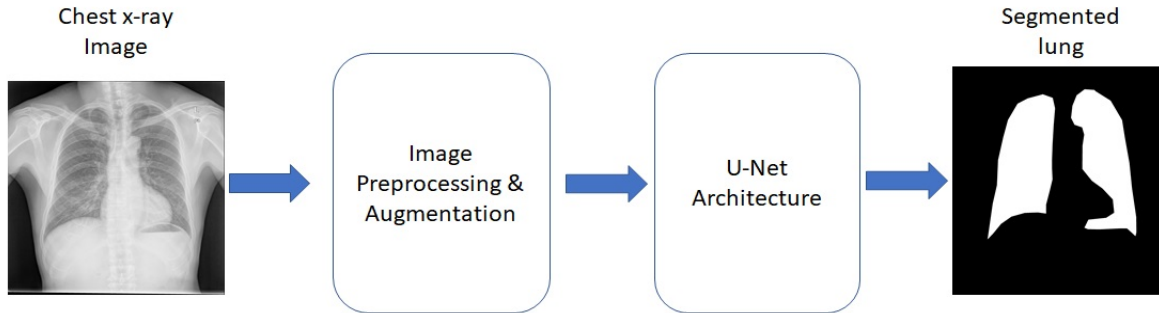 Chest x-ray
Image
Image
Preprocessing &
Augmentation
U-Net
Architecture
Segmented
lung